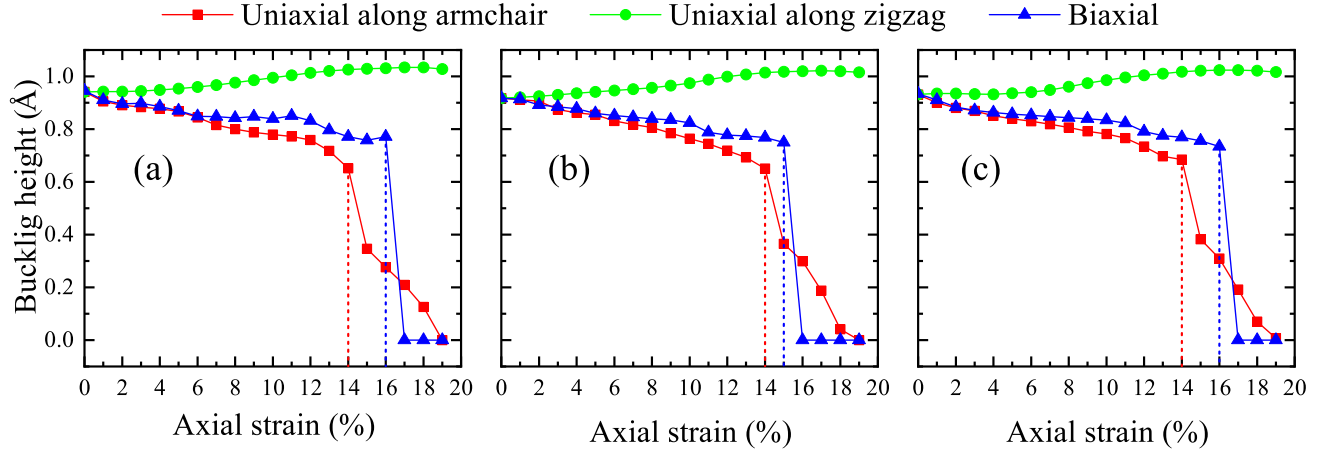 Uniaxial along armchair Uniaxial along zigzag Biaxial
Bucklig height (Å)
1.0
0.8
0.6
0.4
0.2
0.0
(a) (b) (c)
0 2 4 6 8 10 12 14 16 18 20 0 2 4 6 8 10 12 14 16 18 20 0 2 4 6 8 10 12 14 16 18 20
Axial strain (%) Axial strain (%) Axial strain (%)